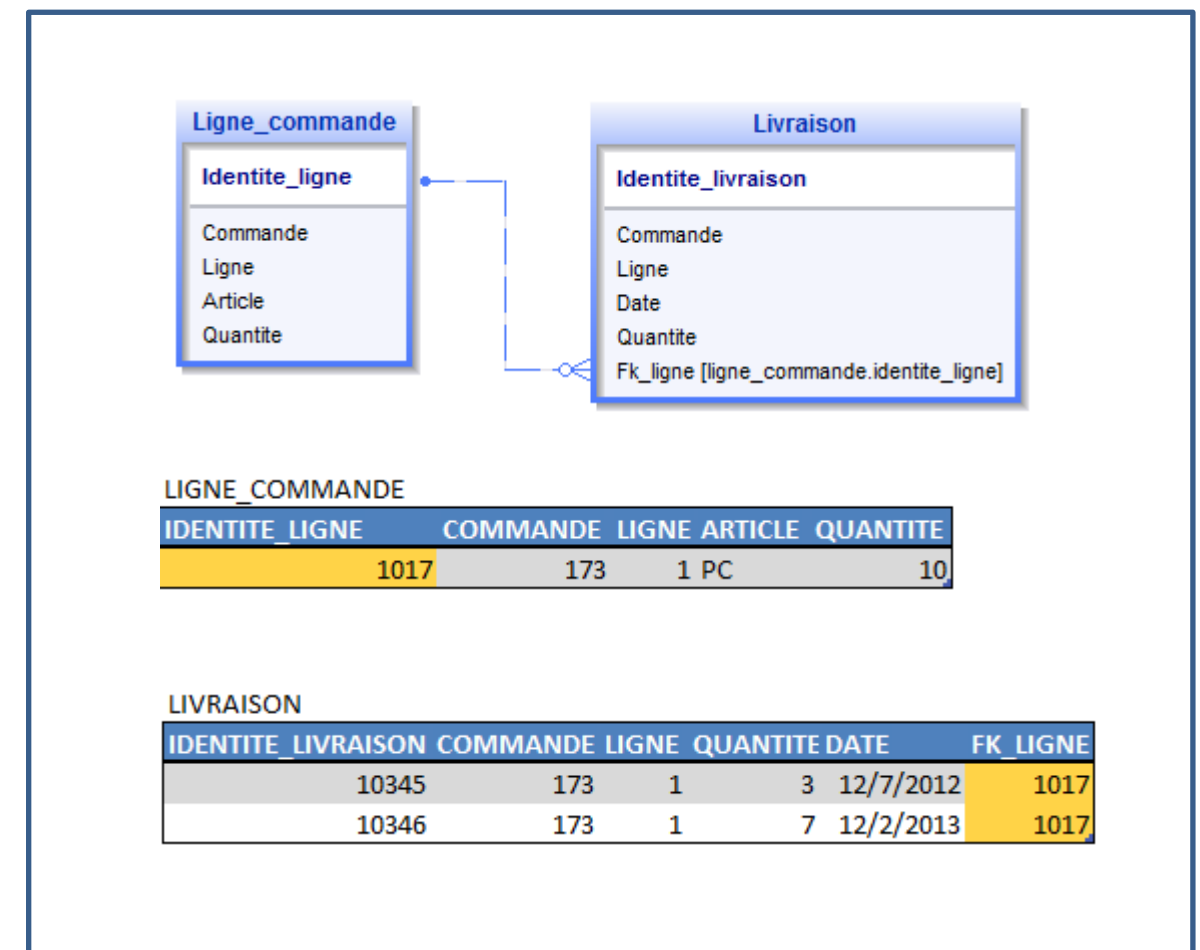 Ligne_commande
Identite_ligne
Commande
Ligne
Article
Quantite
Livraison
Identite_livraison
Commande
Ligne
Date
Quantite
Fk_ligne [ligne_commande.identite_ligne]
LIGNE_COMMANDE
IDENTITE_LIGNE COMMANDE LIGNE ARTICLE QUANTITE
1017 173 1 PC 10
LIVRAISON
IDENTITE_LIVRAISON COMMANDE LIGNE QUANTITE DATE FK_LIGNE
10345 173 1 3 12/7/2012 1017
10346 173 1 7 12/2/2013 1017